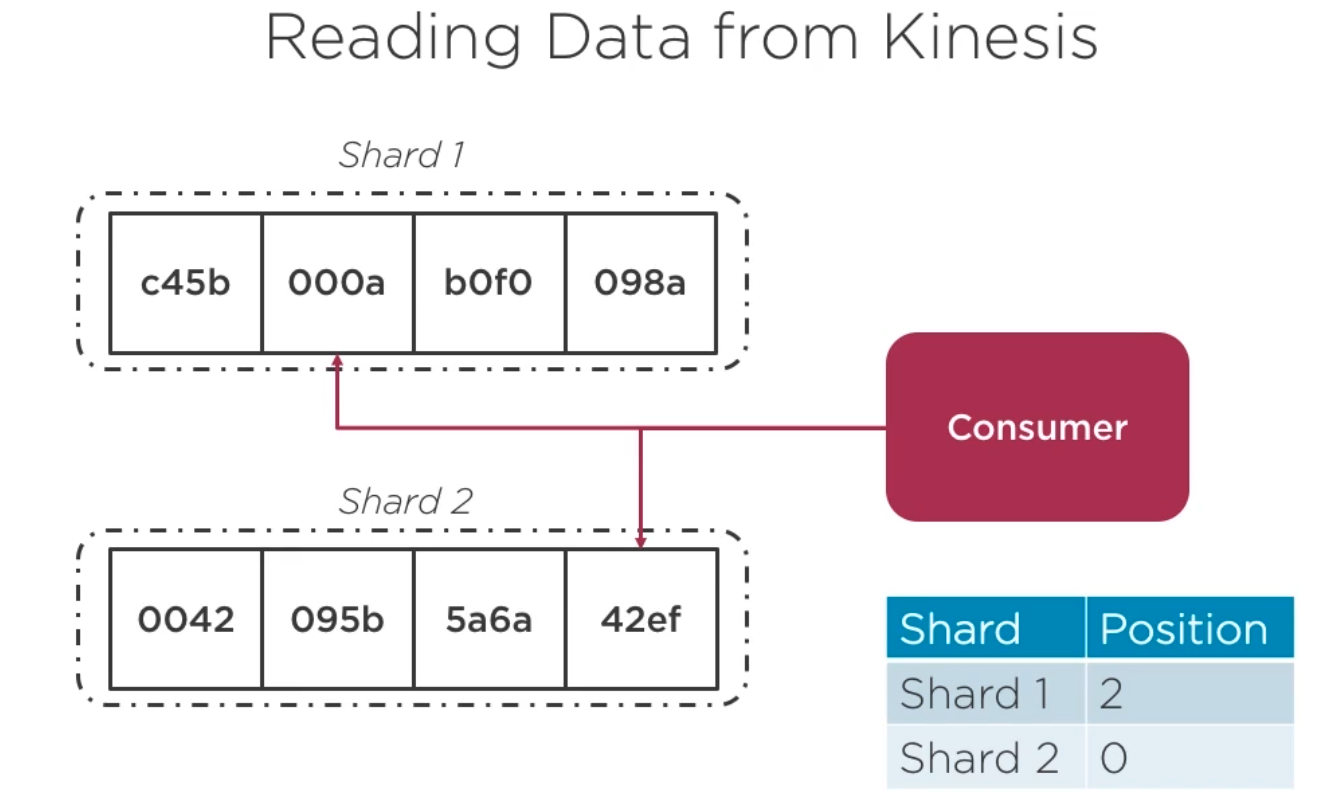 Reading Data from Kinesis
Shard 1
c45b 000a b0f0 098a
Consumer
Shard 2
0042 095b 5a6a 42ef
Shard Position
Shard 1 2
Shard 2 0